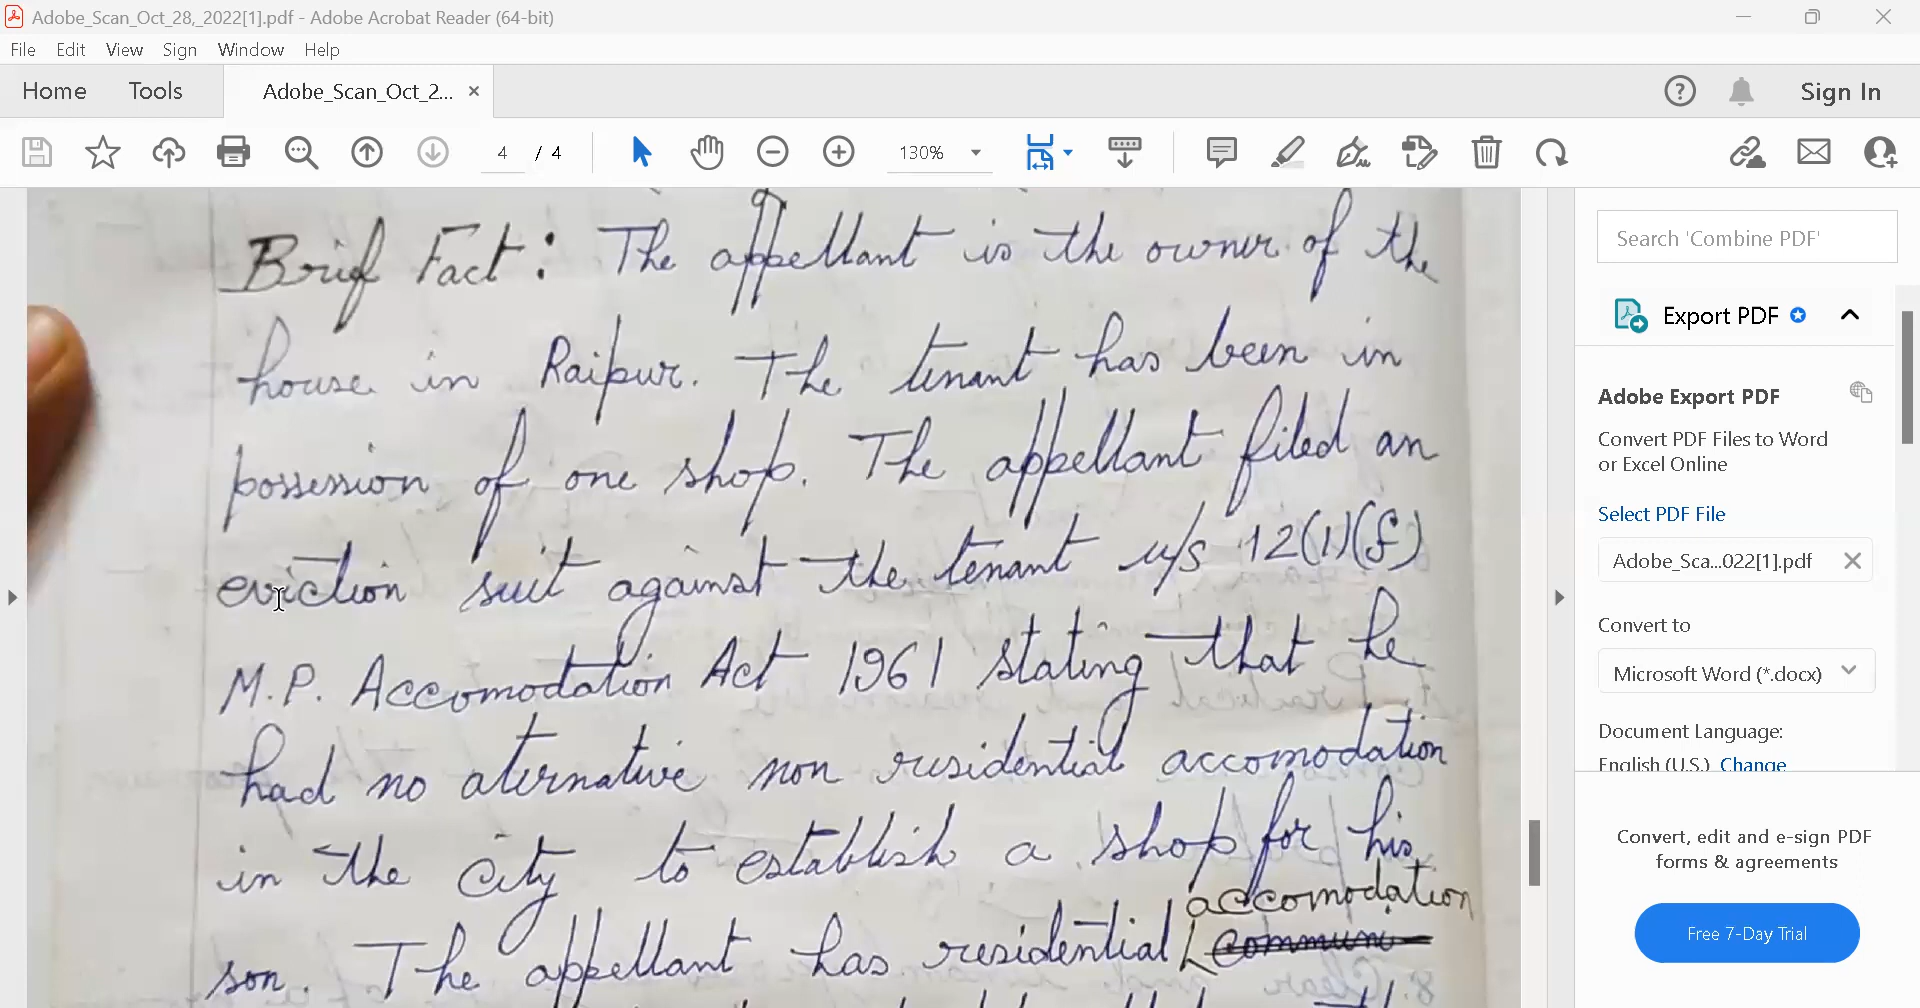 Adobe_Scan_Oct_28,_2022[1].pdf - Adobe Acrobat Reader (64-bit)
File Edit View Sign Window Help
Home Tools Adobe_Scan_Oct_2... × Sign In
4 / 4 130%
Brief Fact: The appellant is the owner of the
house in Raipur. The tenant has been in
possession of one shop. The appellant filed an
eviction suit against the tenant u/s 12(1)(f)
M.P. Accomodation Act 1961 stating that he
had no aternative non residential accomodation
in the city to establish a shop for his
accomodation
son. The appellant has residential
Search 'Combine PDF'
Export PDF
Adobe Export PDF
Convert PDF Files to Word
or Excel Online
Select PDF File
Adobe_Sca...022[1].pdf
Convert to
Microsoft Word (*.docx)
Document Language:
English (U.S.) Change
Convert, edit and e-sign PDF
forms & agreements
Free 7-Day Trial